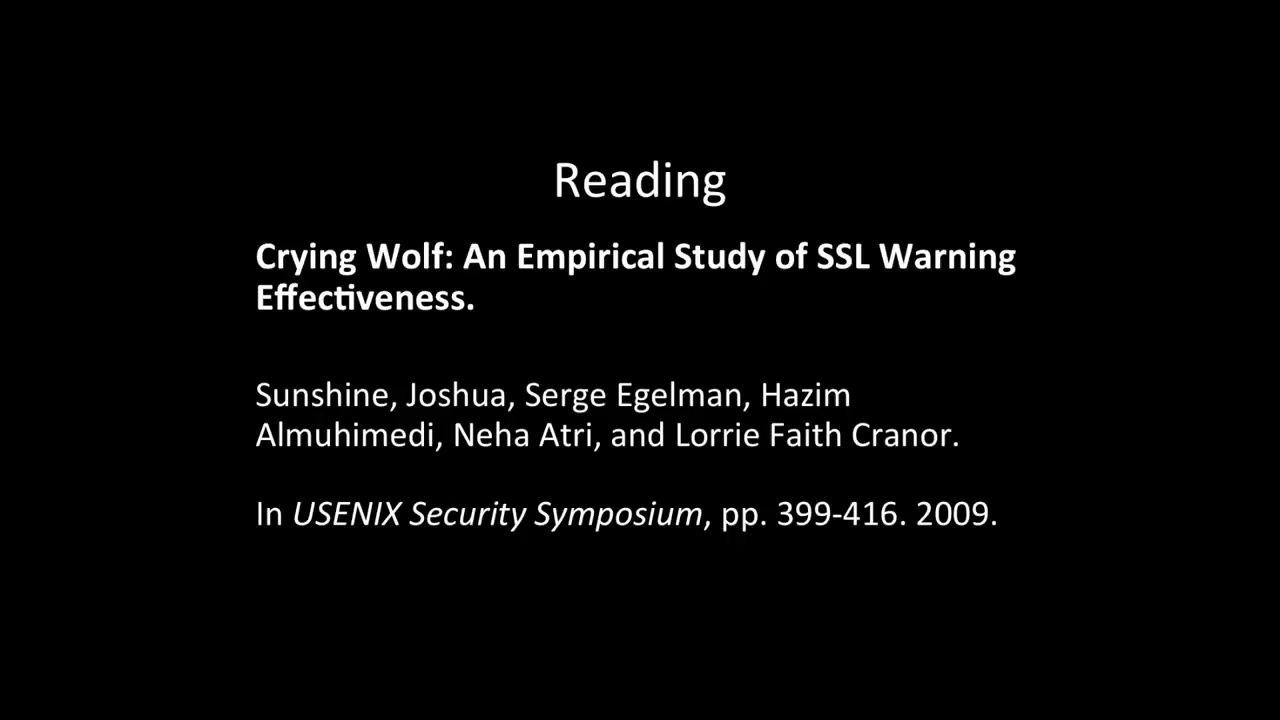 Reading
Crying Wolf: An Empirical Study of SSL Warning
Effectiveness.
Sunshine, Joshua, Serge Egelman, Hazim
Almuhimedi, Neha Atri, and Lorrie Faith Cranor.
In USENIX Security Symposium, pp. 399-416. 2009.